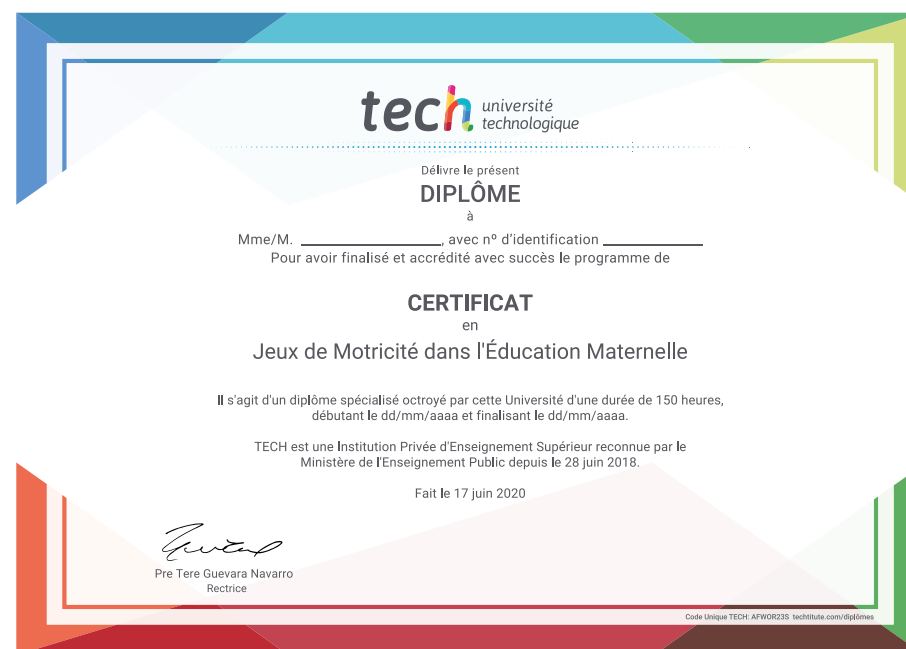 tech université
technologique
Délivre le présent
DIPLÔME
à
Mme/M. ____________________, avec nº d'identification ______________
Pour avoir finalisé et accrédité avec succès le programme de
CERTIFICAT
en
Jeux de Motricité dans l'Éducation Maternelle
Il s'agit d'un diplôme spécialisé octroyé par cette Université d'une durée de 150 heures,
débutant le dd/mm/aaaa et finalisant le dd/mm/aaaa.
TECH est une Institution Privée d'Enseignement Supérieur reconnue par le
Ministère de l'Enseignement Public depuis le 28 juin 2018.
Fait le 17 juin 2020
Pre Tere Guevara Navarro
Rectrice
Code Unique TECH: AFWOR23S techtitute.com/diplômes